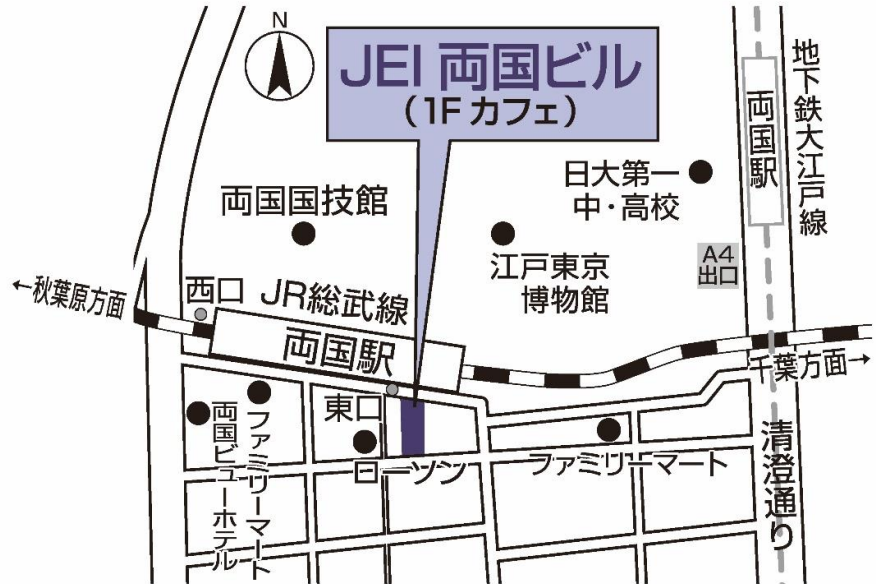 N
JEI 両国ビル
(1F カフェ)
両国国技館
日大第一
中・高校
江戸東京
博物館
A4
出口
両国駅
地下鉄大江戸線
←秋葉原方面
西口
JR総武線
両国駅
千葉方面→
東口
両国ビューホテル
ファミリーマート
ローソン
ファミリーマート
清澄通り